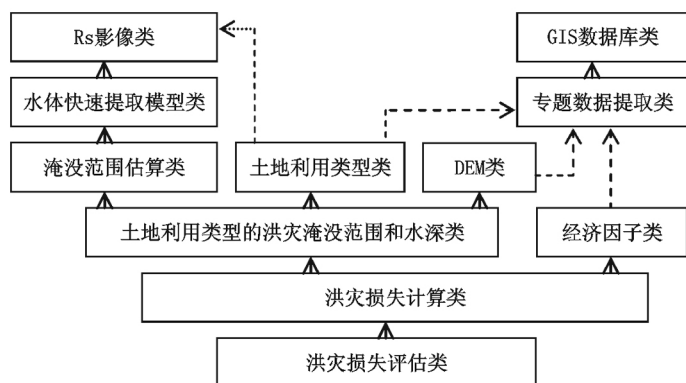 Rs影像类
GIS数据库类
水体快速提取模型类
专题数据提取类
淹没范围估算类
土地利用类型类
DEM类
土地利用类型的洪灾淹没范围和水深类
经济因子类
洪灾损失计算类
洪灾损失评估类